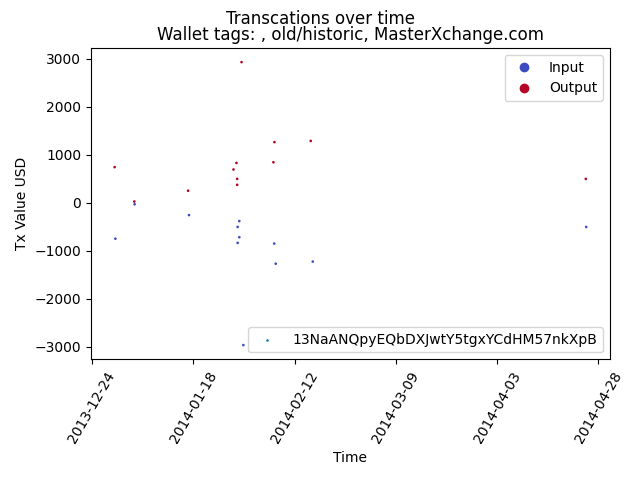 Transcations over time
Wallet tags: , old/historic, MasterXchange.com
Input
Output
Tx Value USD
3000
2000
1000
0
−1000
−2000
−3000
13NaANQpyEQbDXJwtY5tgxYCdHM57nkXpB
2013-12-24
2014-01-18
2014-02-12
2014-03-09
2014-04-03
2014-04-28
Time